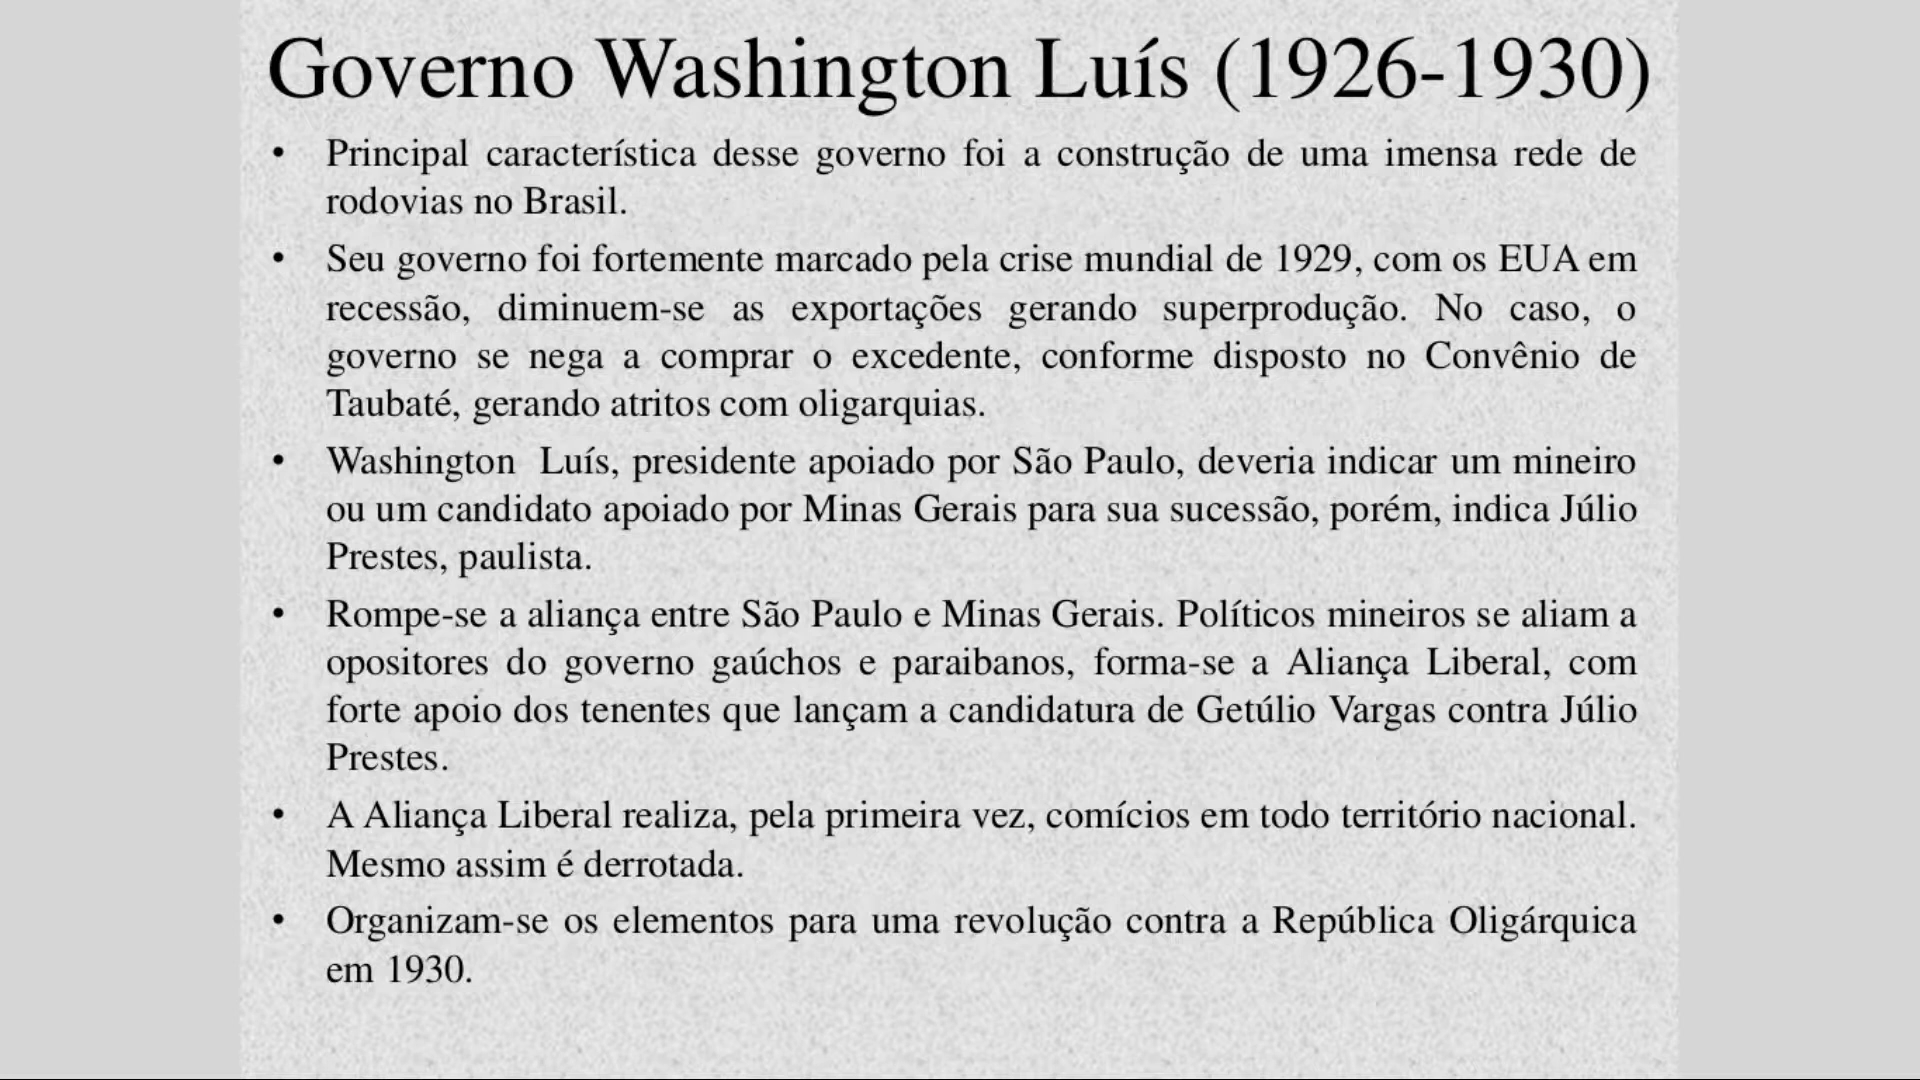 Governo Washington Luís (1926-1930)
• Principal característica desse governo foi a construção de uma imensa rede de
rodovias no Brasil.
• Seu governo foi fortemente marcado pela crise mundial de 1929, com os EUA em
recessão, diminuem-se as exportações gerando superprodução. No caso, o
governo se nega a comprar o excedente, conforme disposto no Convênio de
Taubaté, gerando atritos com oligarquias.
• Washington Luís, presidente apoiado por São Paulo, deveria indicar um mineiro
ou um candidato apoiado por Minas Gerais para sua sucessão, porém, indica Júlio
Prestes, paulista.
• Rompe-se a aliança entre São Paulo e Minas Gerais. Políticos mineiros se aliam a
opositores do governo gaúchos e paraibanos, forma-se a Aliança Liberal, com
forte apoio dos tenentes que lançam a candidatura de Getúlio Vargas contra Júlio
Prestes.
• A Aliança Liberal realiza, pela primeira vez, comícios em todo território nacional.
Mesmo assim é derrotada.
• Organizam-se os elementos para uma revolução contra a República Oligárquica
em 1930.